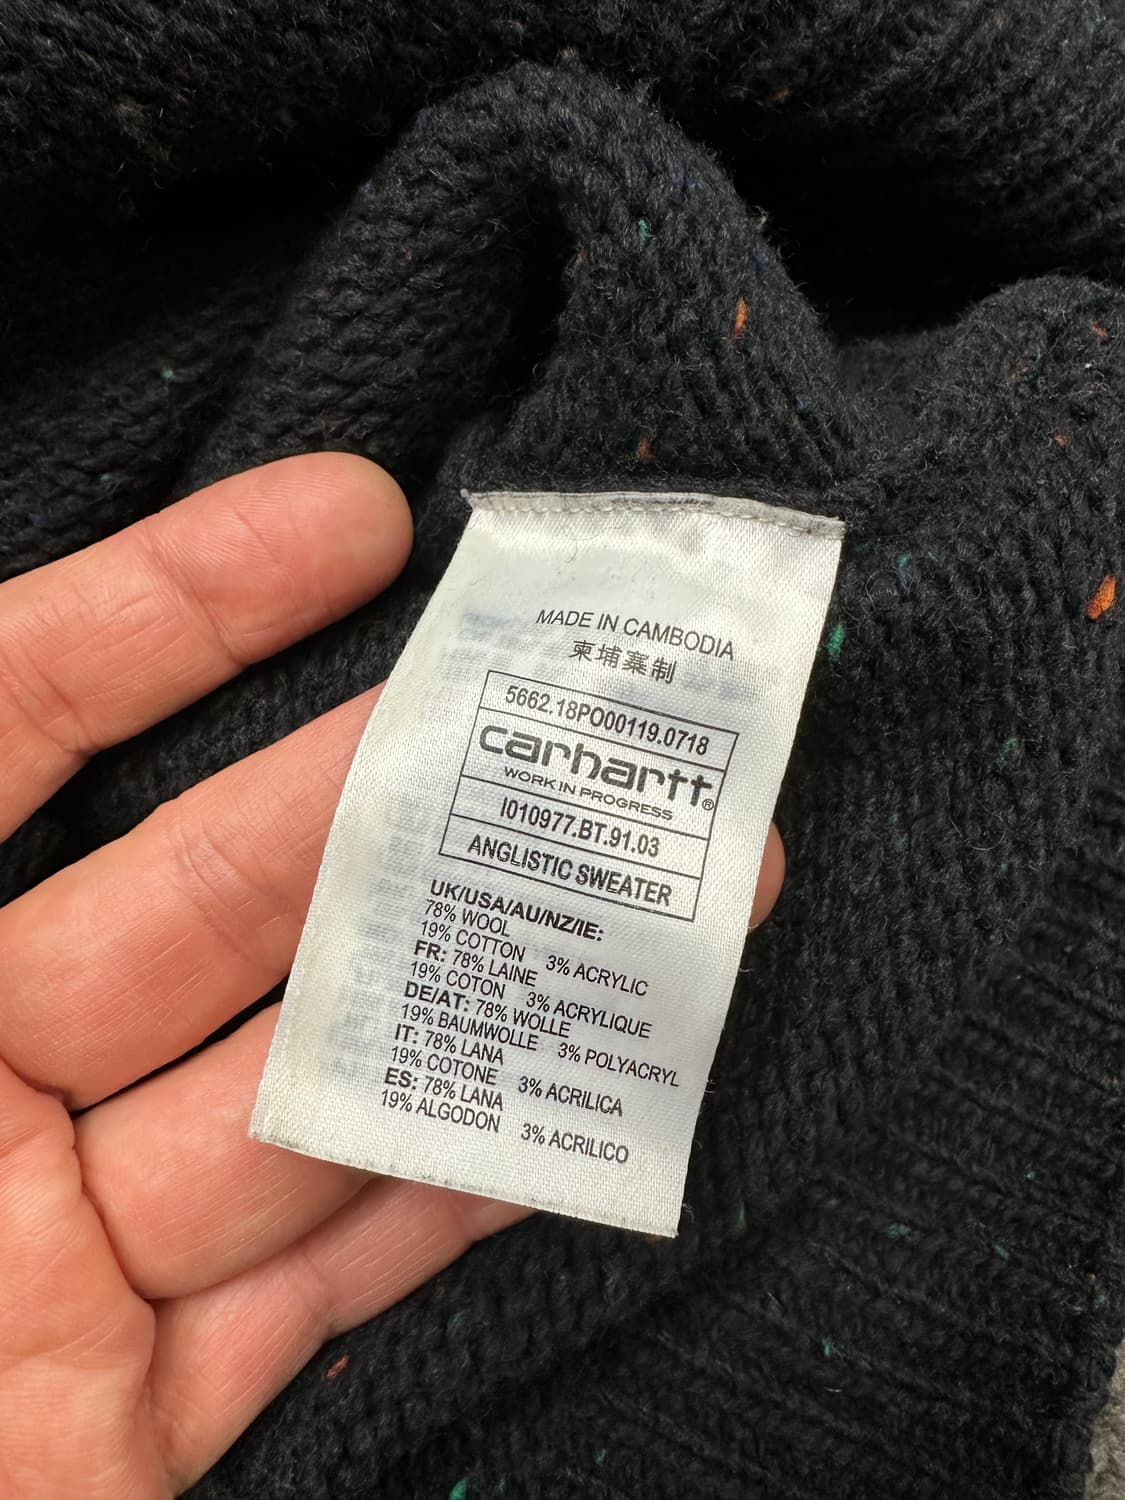 MADE IN CAMBODIA
柬埔寨制
5662.18PO00119.0718
carhartt®
WORK IN PROGRESS
I010977.BT.91.03
ANGLISTIC SWEATER
UK/USA/AU/NZ/IE:
78% WOOL
19% COTTON 3% ACRYLIC
FR: 78% LAINE
19% COTON 3% ACRYLIQUE
DE/AT: 78% WOLLE
19% BAUMWOLLE 3% POLYACRYL
IT: 78% LANA
19% COTONE 3% ACRILICA
ES: 78% LANA
19% ALGODON 3% ACRILICO